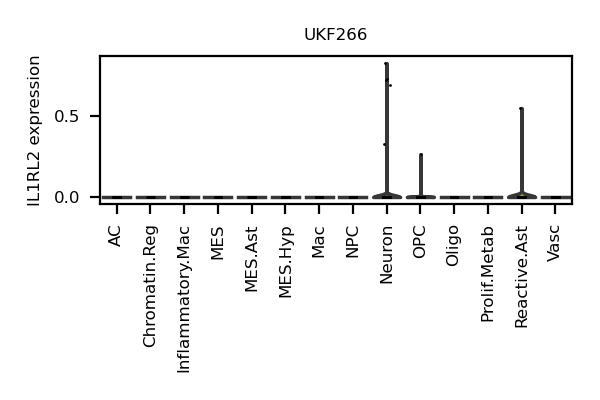 UKF266
IL1RL2 expression
0.5
0.0
AC
Chromatin.Reg
Inflammatory.Mac
MES
MES.Ast
MES.Hyp
Mac
NPC
Neuron
OPC
Oligo
Prolif.Metab
Reactive.Ast
Vasc